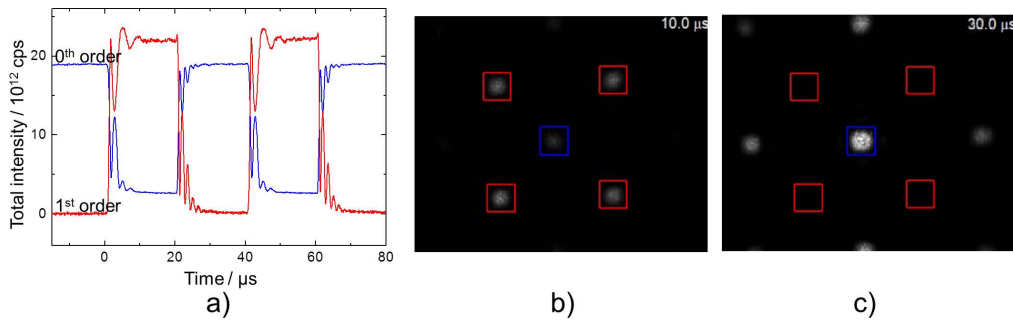 Total intensity / 10¹² cps
20
10
0
0ᵗʰ order
1ˢᵗ order
0 20 40 60 80
Time / µs
a)
10.0 µs
b)
30.0 µs
c)